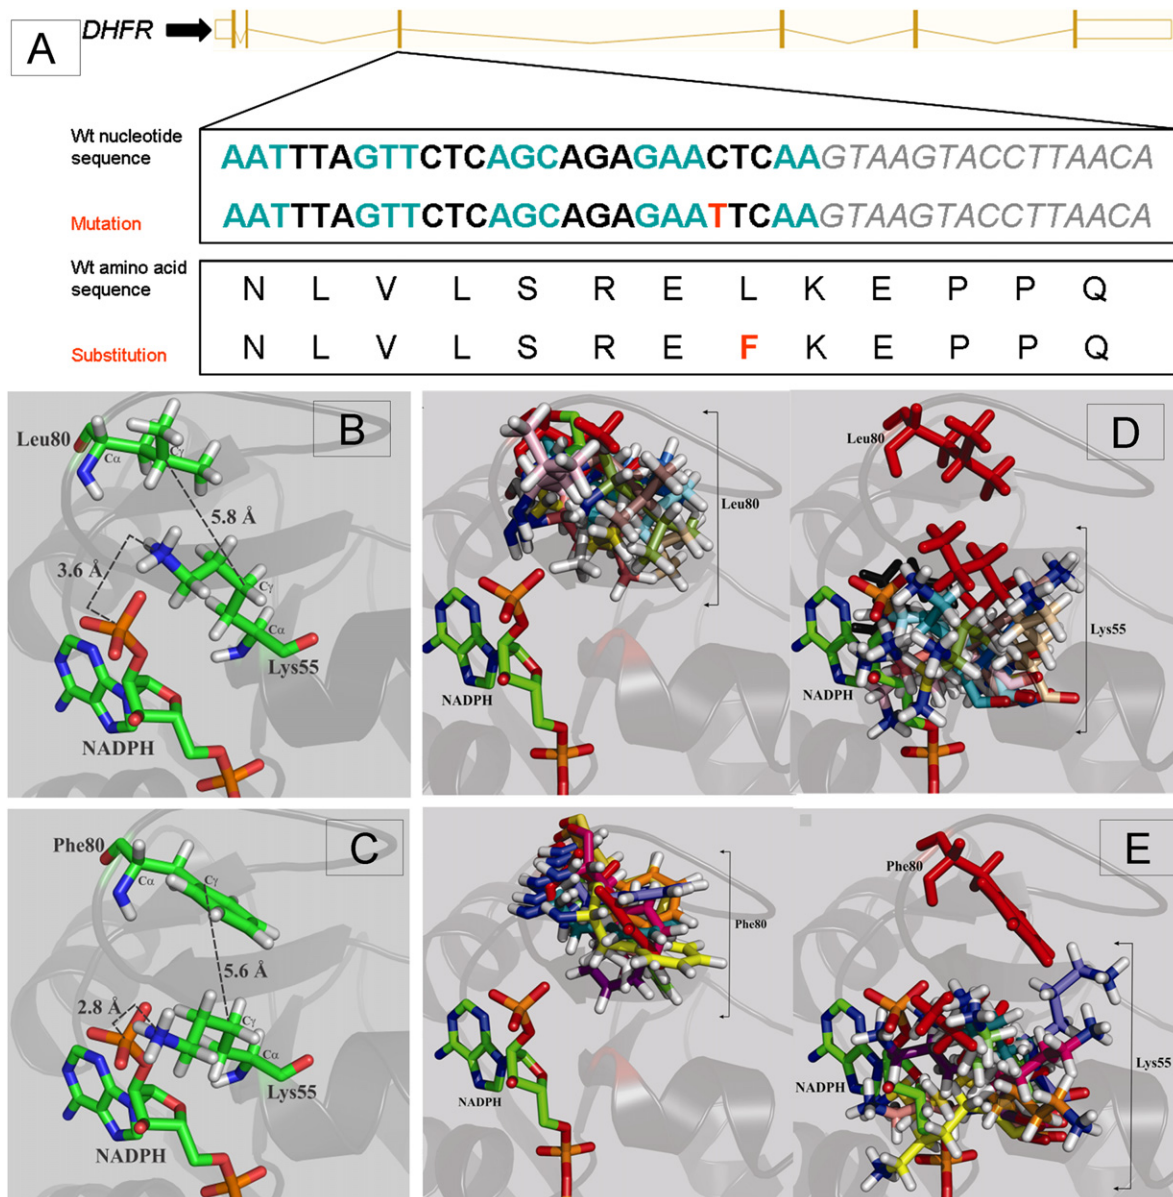 A
DHFR
Wt nucleotide
sequence
AATTTAGTTCTCAGCAGAGAACTCAAGTAAGTACCTTAACA
Mutation
AATTTAGTTCTCAGCAGAGAATTCAAGTAAGTACCTTAACA
Wt amino acid
sequence
N L V L S R E L K E P P Q
Substitution
N L V L S R E F K E P P Q
B
Leu80
Cα
Cγ
5.8 Å
3.6 Å
Cγ
Cα
Lys55
NADPH
Leu80
NADPH
D
Leu80
Lys55
NADPH
C
Phe80
Cα
Cγ
5.6 Å
2.8 Å
Cγ
Cα
Lys55
NADPH
Phe80
NADPH
E
Phe80
Lys55
NADPH